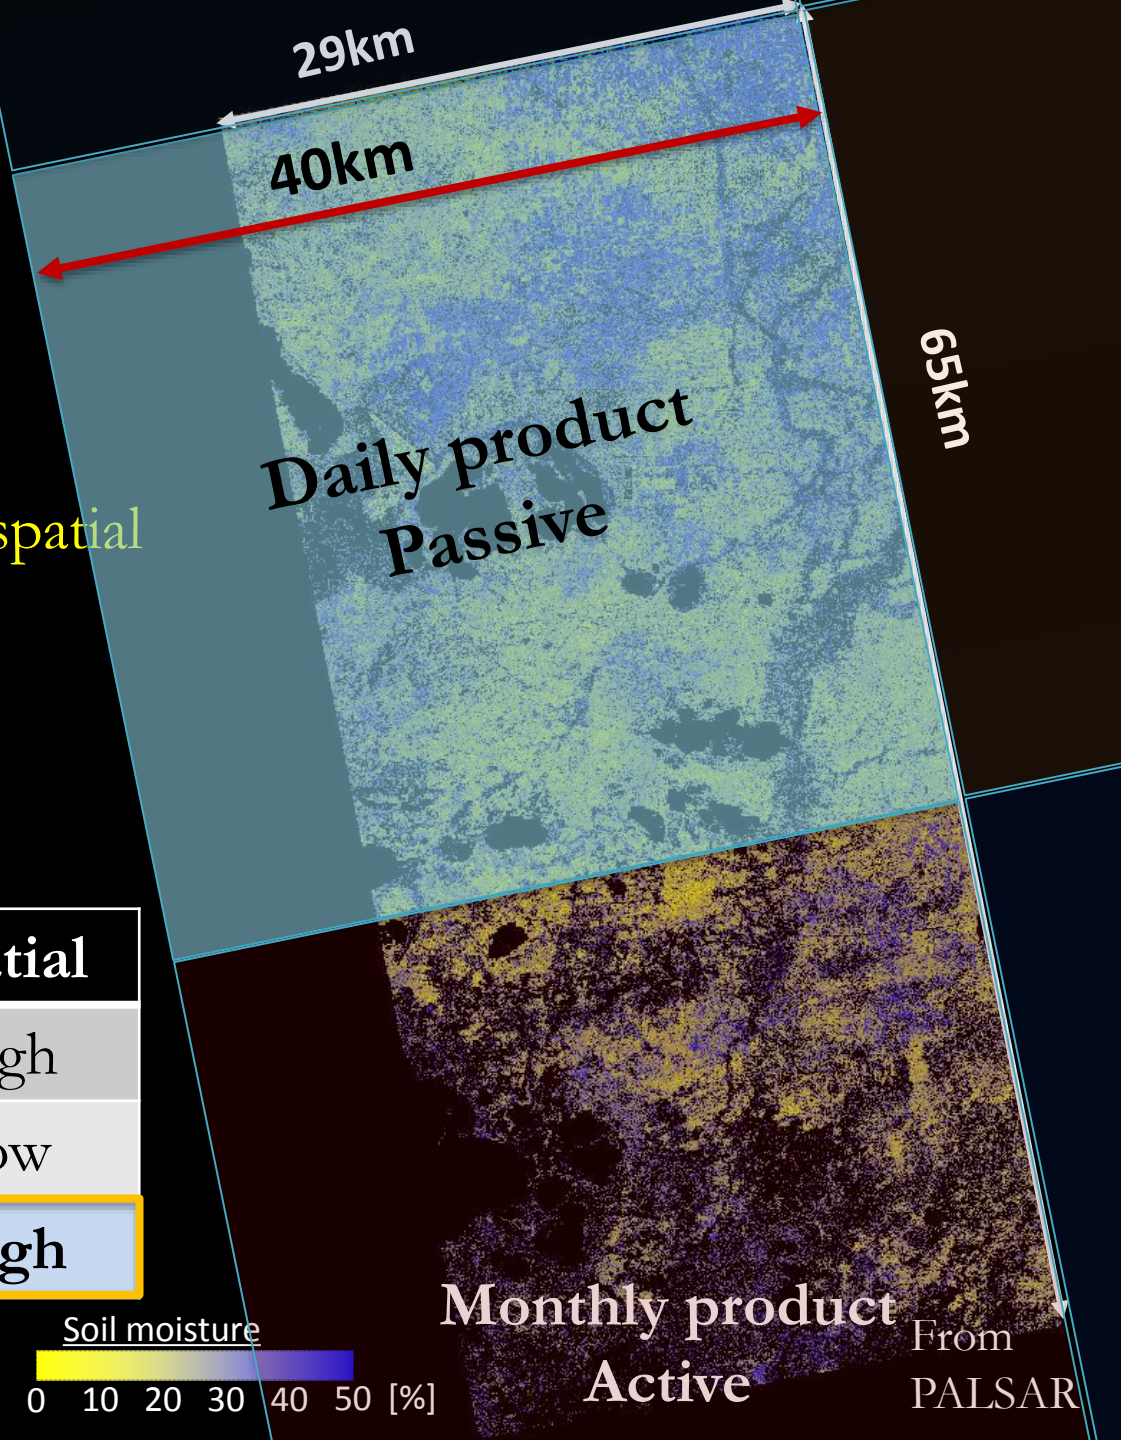 29km
40km
65km
Daily product
Passive
spatial
tial
gh
ow
gh
Soil moisture
0 10 20 30 40 50 [%]
Monthly product
Active
From
PALSAR